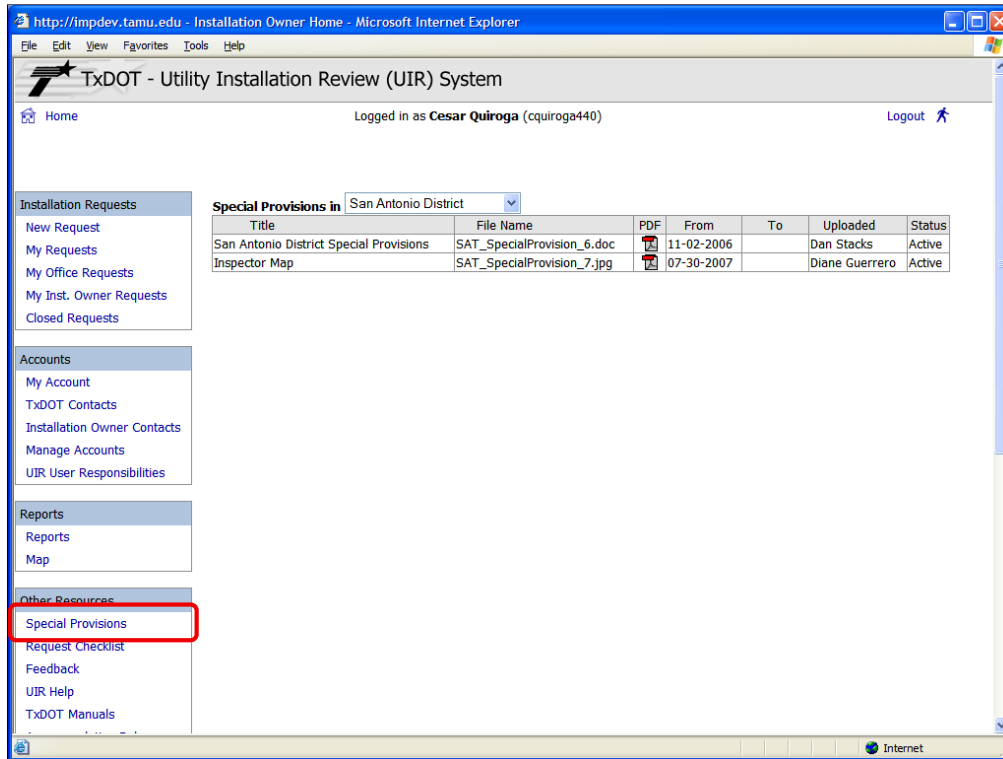 http://impdev.tamu.edu - Installation Owner Home - Microsoft Internet Explorer
File Edit View Favorites Tools Help
TxDOT - Utility Installation Review (UIR) System
Home Logged in as Cesar Quiroga (cquiroga440) Logout
Installation Requests
New Request
My Requests
My Office Requests
My Inst. Owner Requests
Closed Requests
Accounts
My Account
TxDOT Contacts
Installation Owner Contacts
Manage Accounts
UIR User Responsibilities
Reports
Reports
Map
Other Resources
Special Provisions
Request Checklist
Feedback
UIR Help
TxDOT Manuals
Special Provisions in San Antonio District
Title File Name PDF From To Uploaded Status
San Antonio District Special Provisions SAT_SpecialProvision_6.doc 11-02-2006 Dan Stacks Active
Inspector Map SAT_SpecialProvision_7.jpg 07-30-2007 Diane Guerrero Active
Internet